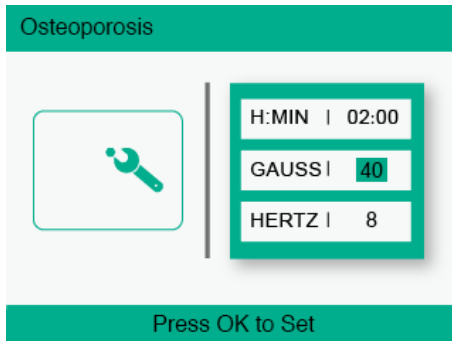 Osteoporosis
H:MIN | 02:00
GAUSS | 40
HERTZ | 8
Press OK to Set